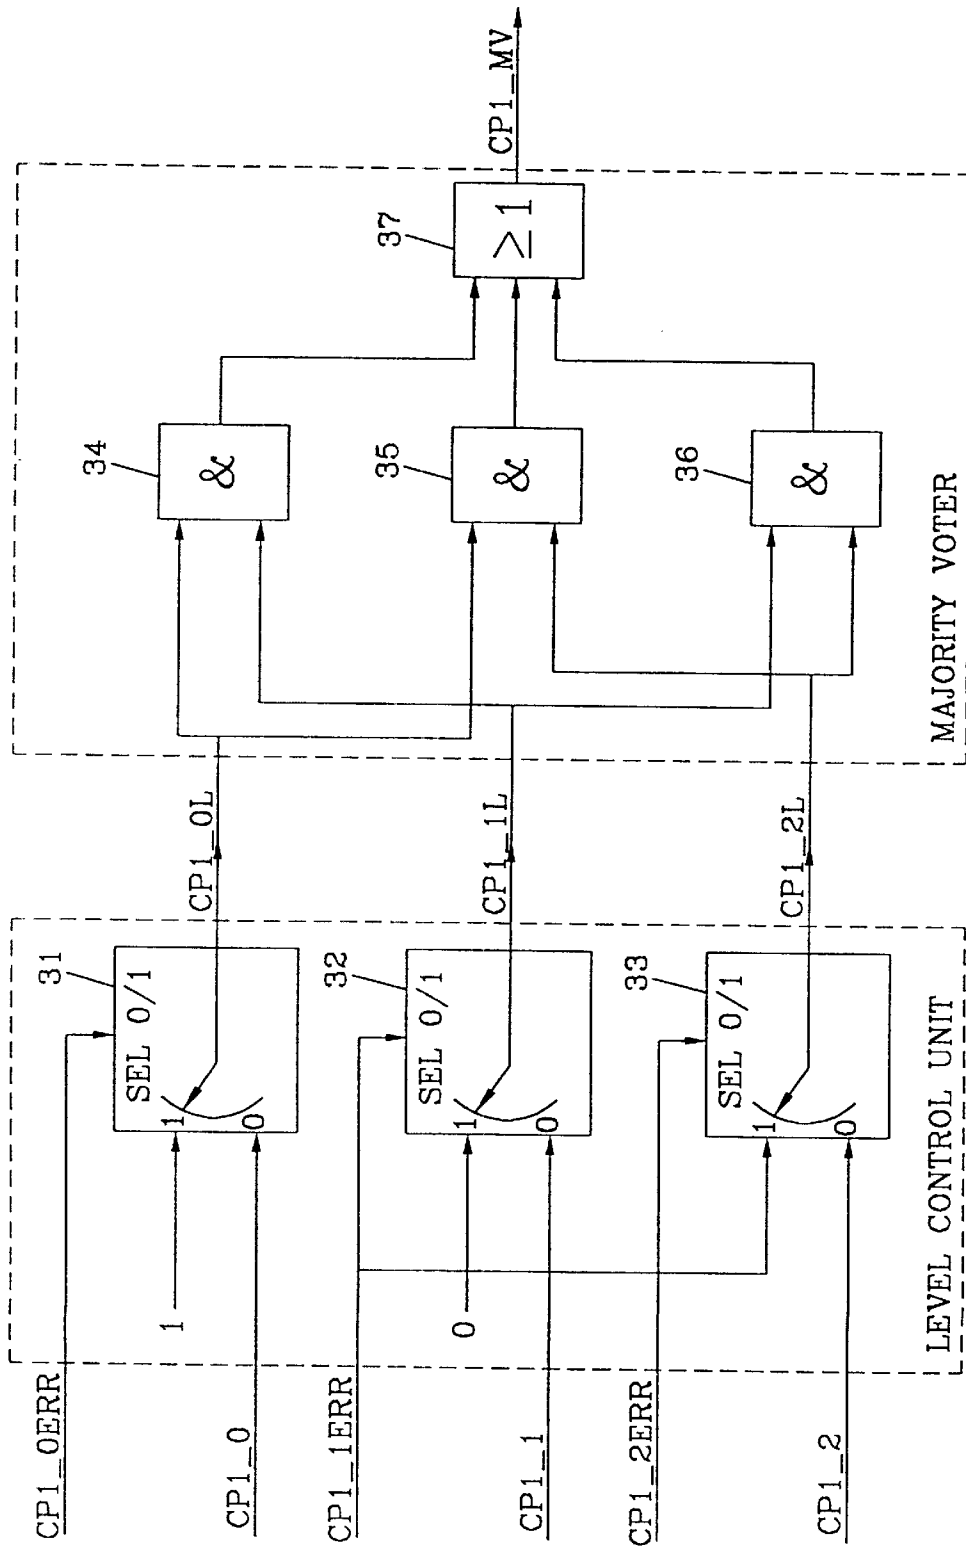 CP1_0ERR
CP1_0
CP1_1ERR
CP1_1
CP1_2ERR
CP1_2
1
0
31
SEL 0/1
1
0
32
SEL 0/1
1
0
33
SEL 0/1
1
0
LEVEL CONTROL UNIT
CP1_0L
CP1_1L
CP1_2L
34
&
35
&
36
&
37
≥1
MAJORITY VOTER
CP1_MV